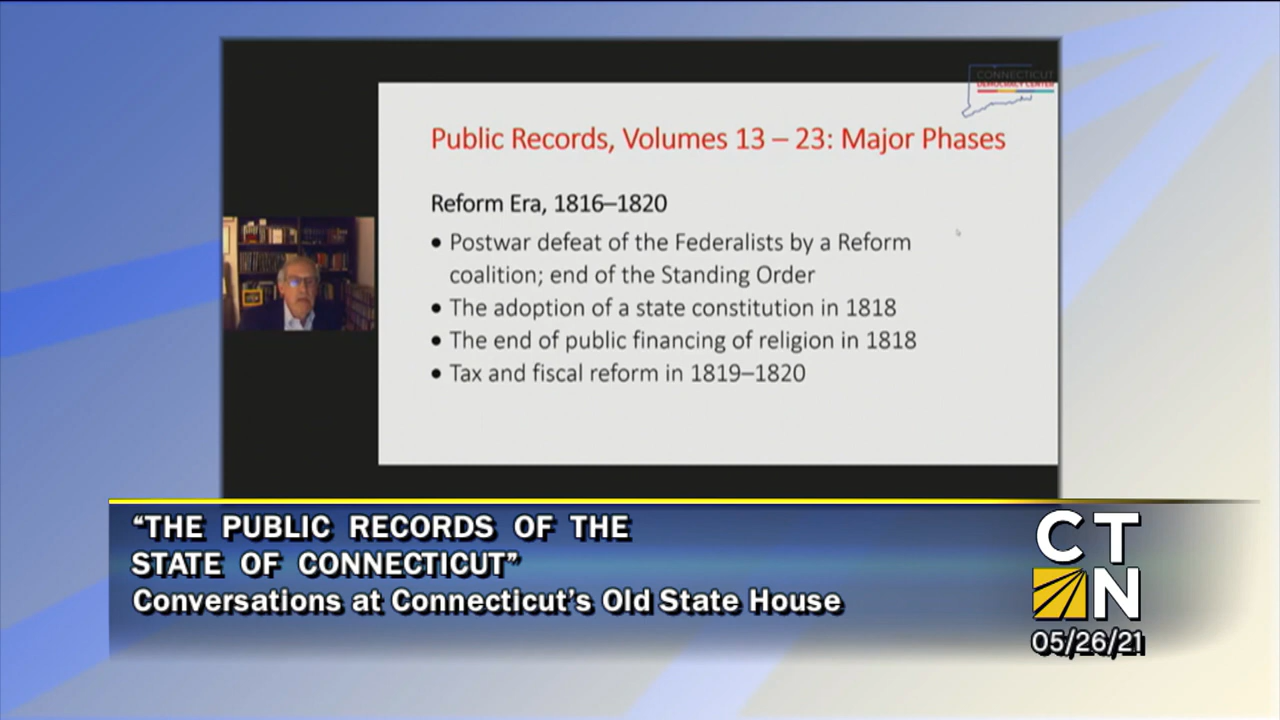 CONNECTICUT
DEMOCRACY CENTER
Public Records, Volumes 13 – 23: Major Phases
Reform Era, 1816–1820
• Postwar defeat of the Federalists by a Reform
coalition; end of the Standing Order
• The adoption of a state constitution in 1818
• The end of public financing of religion in 1818
• Tax and fiscal reform in 1819–1820
“THE PUBLIC RECORDS OF THE
STATE OF CONNECTICUT”
Conversations at Connecticut’s Old State House
CT
N
05/26/21